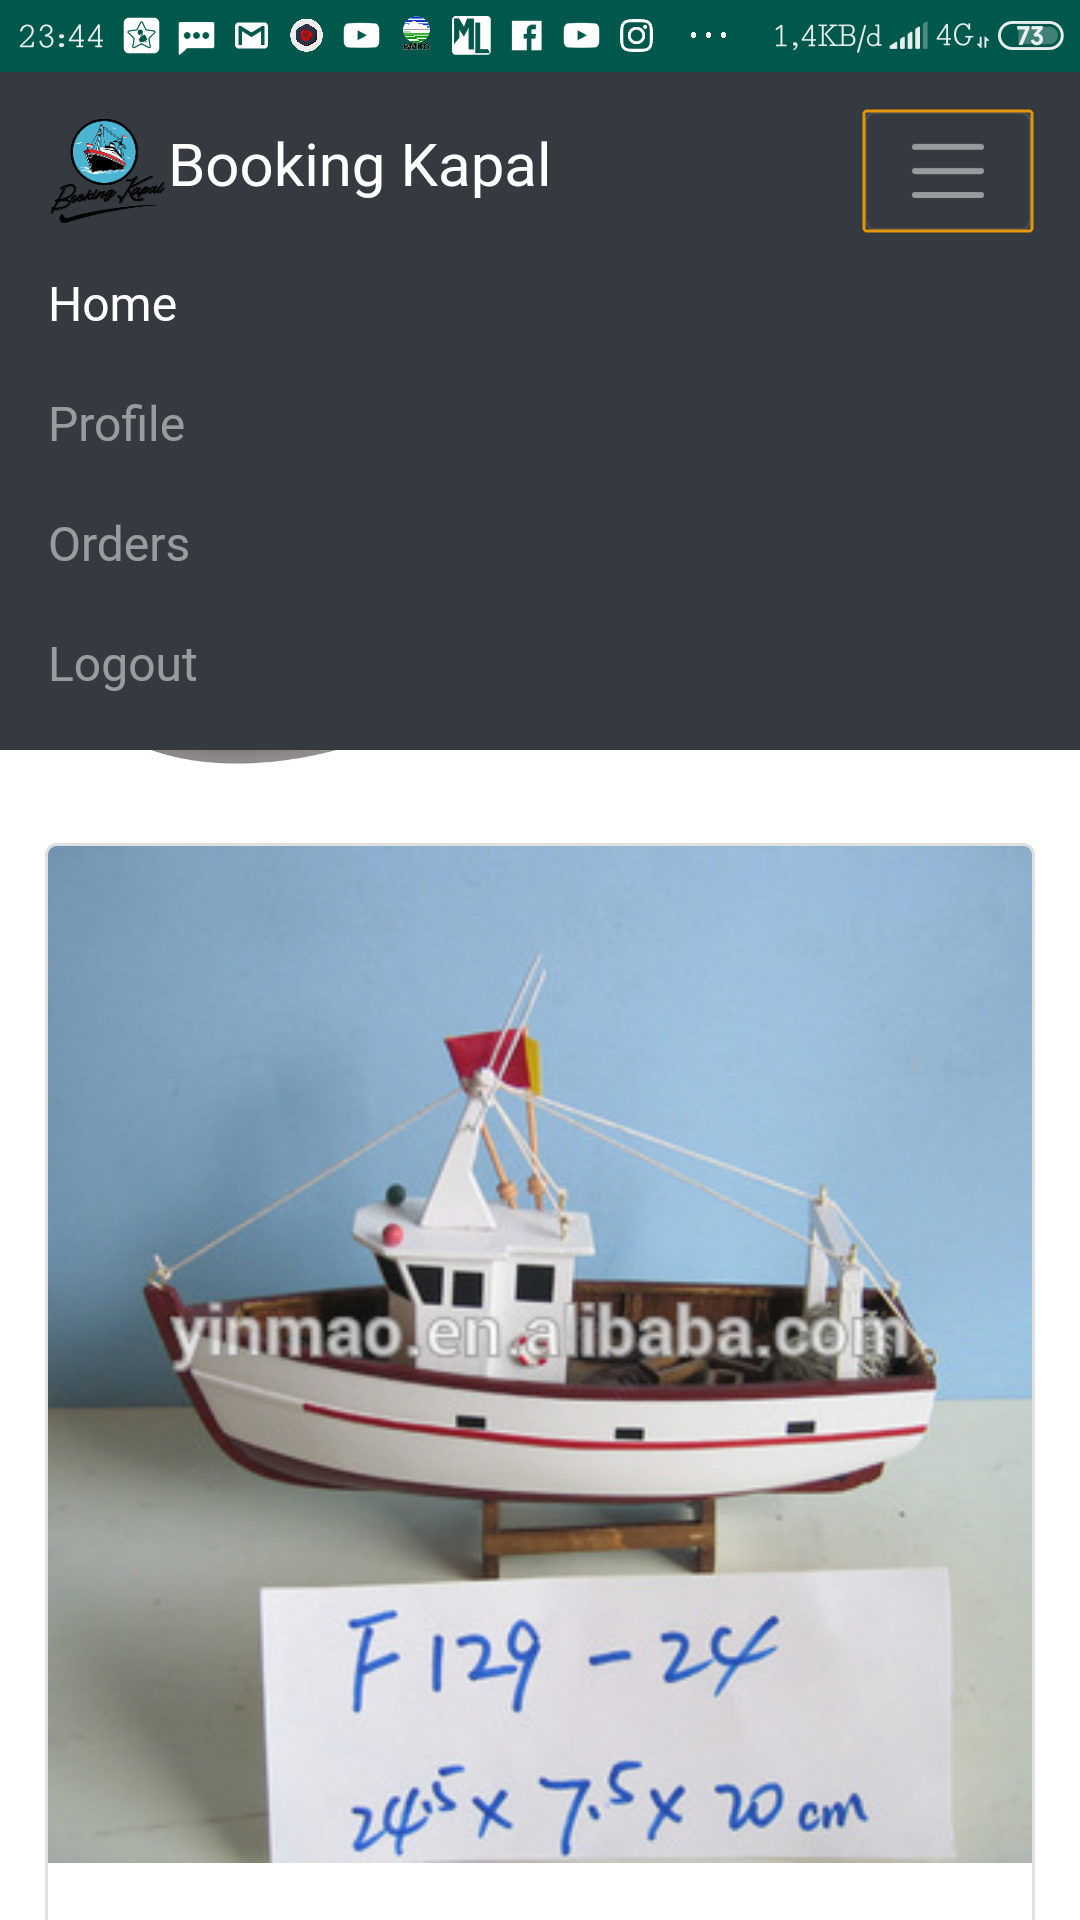 23:44 1,4KB/d 4G 73
Booking Kapal Booking Kapal
Home
Profile
Orders
Logout
yinmao.en.alibaba.com
F129-24
24.5 x 7.5 x 20 cm